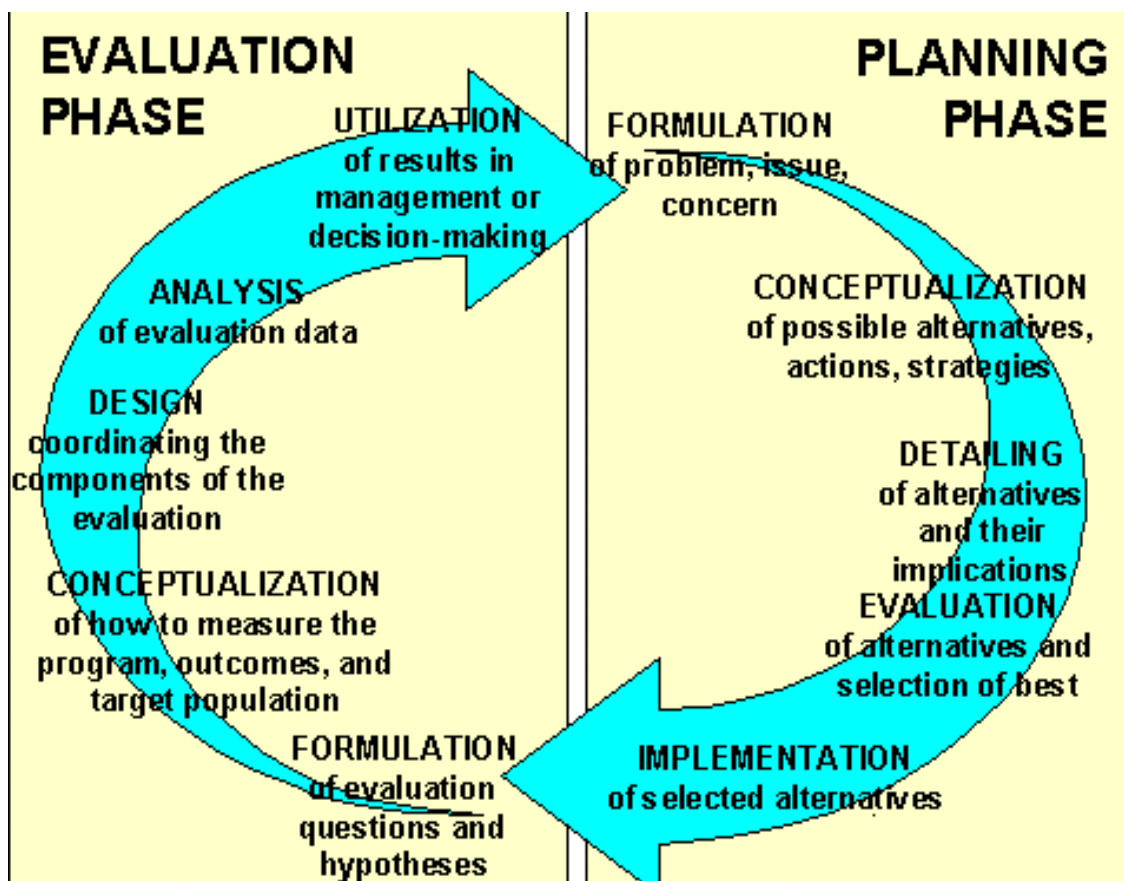 EVALUATION
PHASE
UTILIZATION
of results in
management or
decision-making
ANALYSIS
of evaluation data
DESIGN
coordinating the
components of the
evaluation
CONCEPTUALIZATION
of how to measure the
program, outcomes, and
target population
FORMULATION
of evaluation
questions and
hypotheses
PLANNING
PHASE
FORMULATION
of problem, issue,
concern
CONCEPTUALIZATION
of possible alternatives,
actions, strategies
DETAILING
of alternatives
and their
implications
EVALUATION
of alternatives and
selection of best
IMPLEMENTATION
of selected alternatives